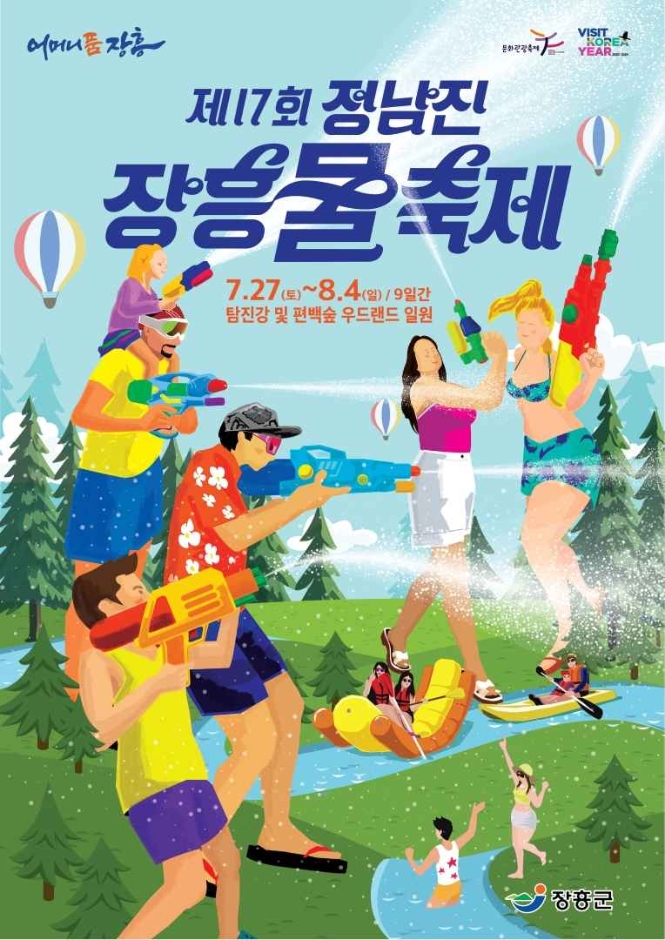 어머니품 장흥
문화관광축제
VISIT
KOREA
YEAR
제17회 정남진
장흥물축제
7.27(토)~8.4(일) / 9일간
탐진강 및 편백숲 우드랜드 일원
장흥군